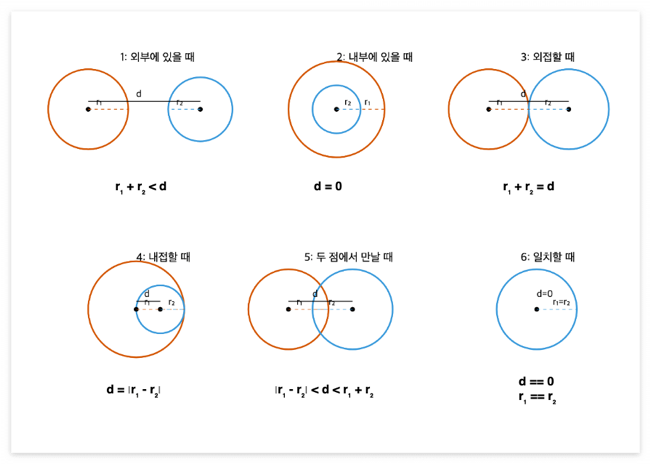 1: 외부에 있을 때
2: 내부에 있을 때
3: 외접할 때
d
r₁
r₂
r₂
r₁
d
r₁
r₂
r₁ + r₂ < d
d = 0
r₁ + r₂ = d
4: 내접할 때
5: 두 점에서 만날 때
6: 일치할 때
d
r₁
r₂
d
r₁
r₂
d=0
r₁=r₂
d = |r₁ - r₂|
|r₁ - r₂| < d < r₁ + r₂
d == 0
r₁ == r₂